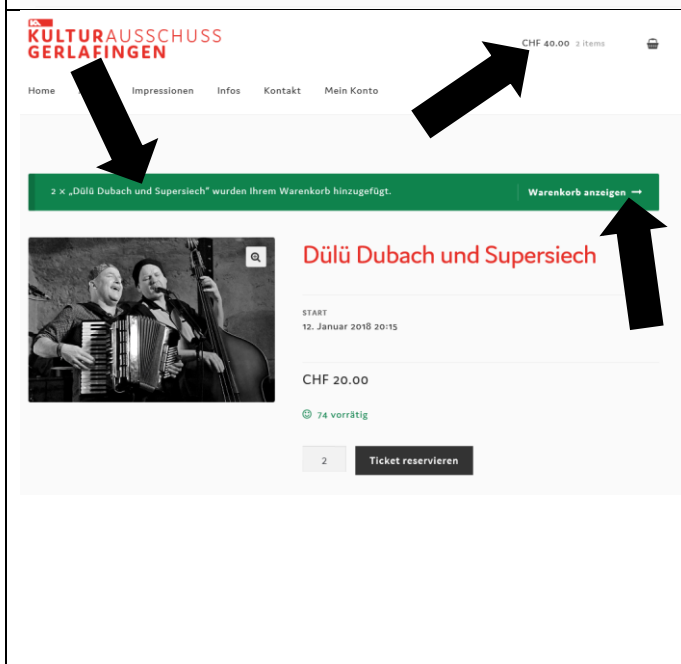 KULTURAUSSCHUSS
GERLAFINGEN
CHF 40.00 2 items
Home Impressionen Infos Kontakt Mein Konto
2 × „Dülü Dubach und Supersiech“ wurden Ihrem Warenkorb hinzugefügt.
Warenkorb anzeigen →
Dülü Dubach und Supersiech
START
12. Januar 2018 20:15
CHF 20.00
74 vorrätig
2 Ticket reservieren